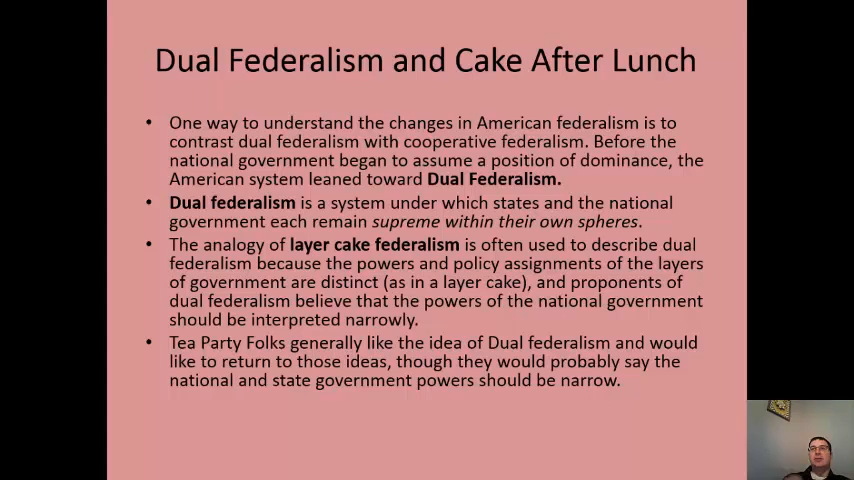 Dual Federalism and Cake After Lunch
• One way to understand the changes in American federalism is to
contrast dual federalism with cooperative federalism. Before the
national government began to assume a position of dominance, the
American system leaned toward Dual Federalism.
• Dual federalism is a system under which states and the national
government each remain supreme within their own spheres.
• The analogy of layer cake federalism is often used to describe dual
federalism because the powers and policy assignments of the layers
of government are distinct (as in a layer cake), and proponents of
dual federalism believe that the powers of the national government
should be interpreted narrowly.
• Tea Party Folks generally like the idea of Dual federalism and would
like to return to those ideas, though they would probably say the
national and state government powers should be narrow.